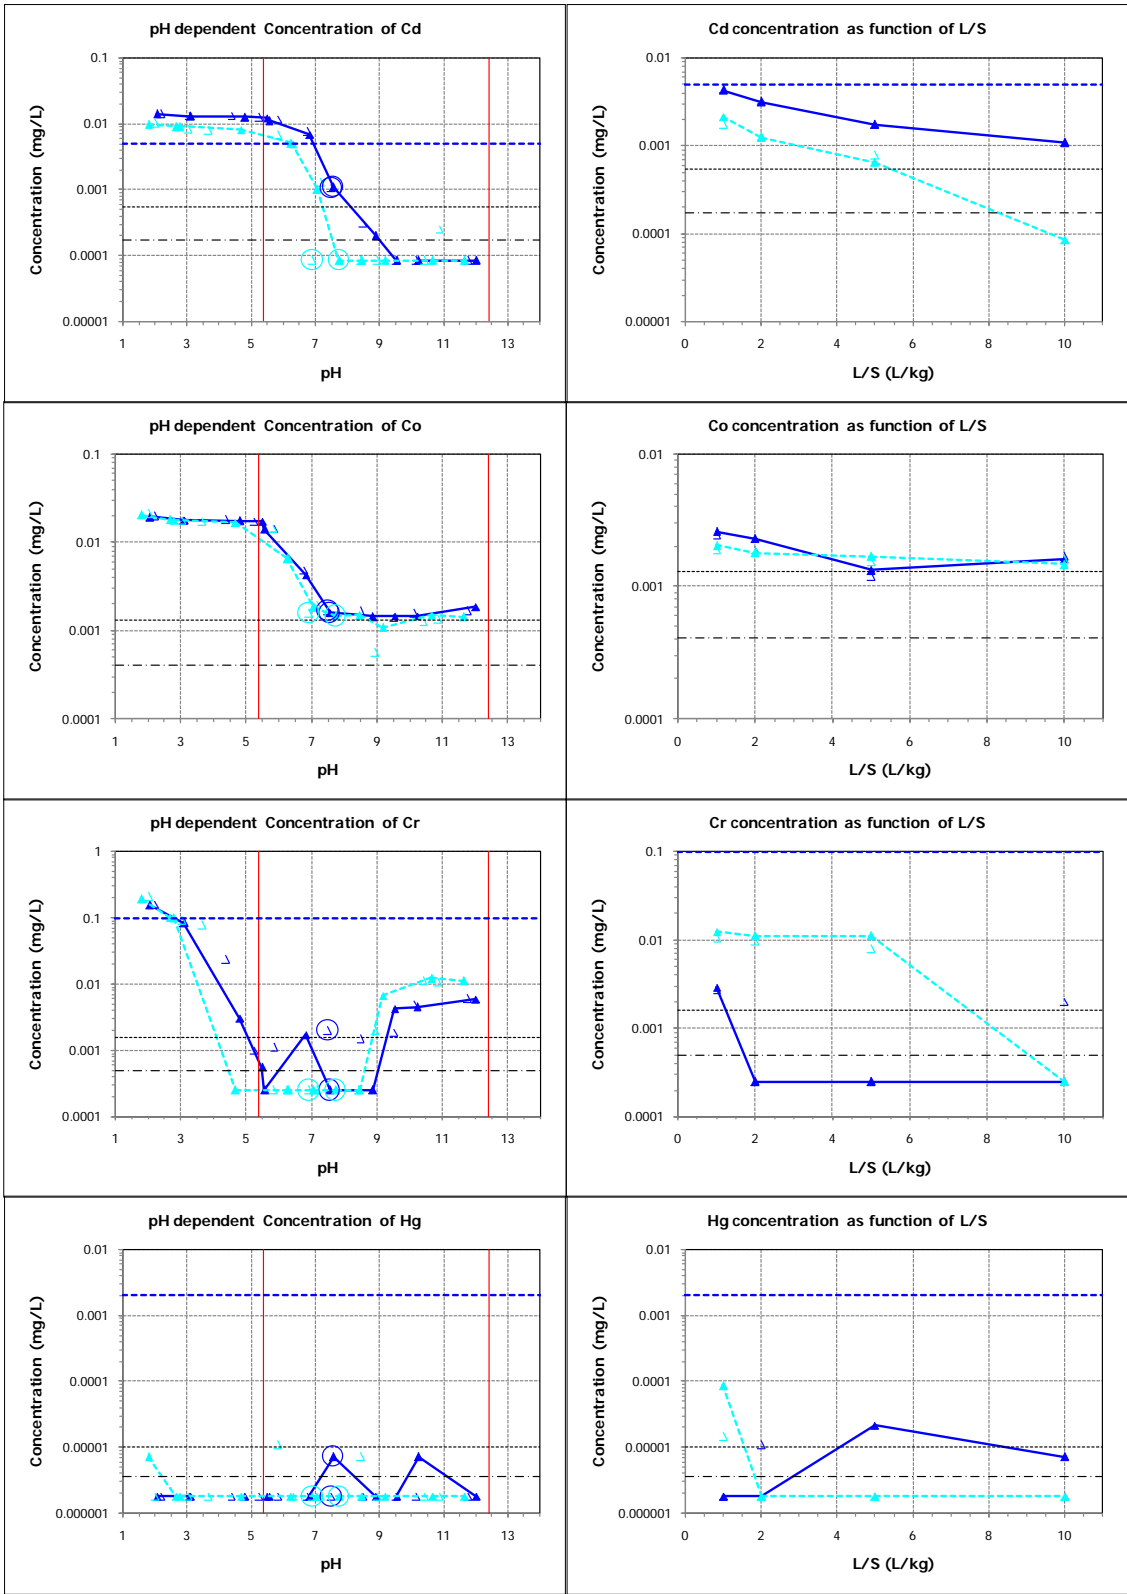 pH dependent Concentration of Cd
Concentration (mg/L)
0.1
0.01
0.001
0.0001
0.00001
1 3 5 7 9 11 13
pH
Cd concentration as function of L/S
Concentration (mg/L)
0.01
0.001
0.0001
0.00001
0 2 4 6 8 10
L/S (L/kg)
pH dependent Concentration of Co
Concentration (mg/L)
0.1
0.01
0.001
0.0001
1 3 5 7 9 11 13
pH
Co concentration as function of L/S
Concentration (mg/L)
0.01
0.001
0.0001
0 2 4 6 8 10
L/S (L/kg)
pH dependent Concentration of Cr
Concentration (mg/L)
1
0.1
0.01
0.001
0.0001
1 3 5 7 9 11 13
pH
Cr concentration as function of L/S
Concentration (mg/L)
0.1
0.01
0.001
0.0001
0 2 4 6 8 10
L/S (L/kg)
pH dependent Concentration of Hg
Concentration (mg/L)
0.01
0.001
0.0001
0.00001
0.000001
1 3 5 7 9 11 13
pH
Hg concentration as function of L/S
Concentration (mg/L)
0.01
0.001
0.0001
0.00001
0.000001
0 2 4 6 8 10
L/S (L/kg)